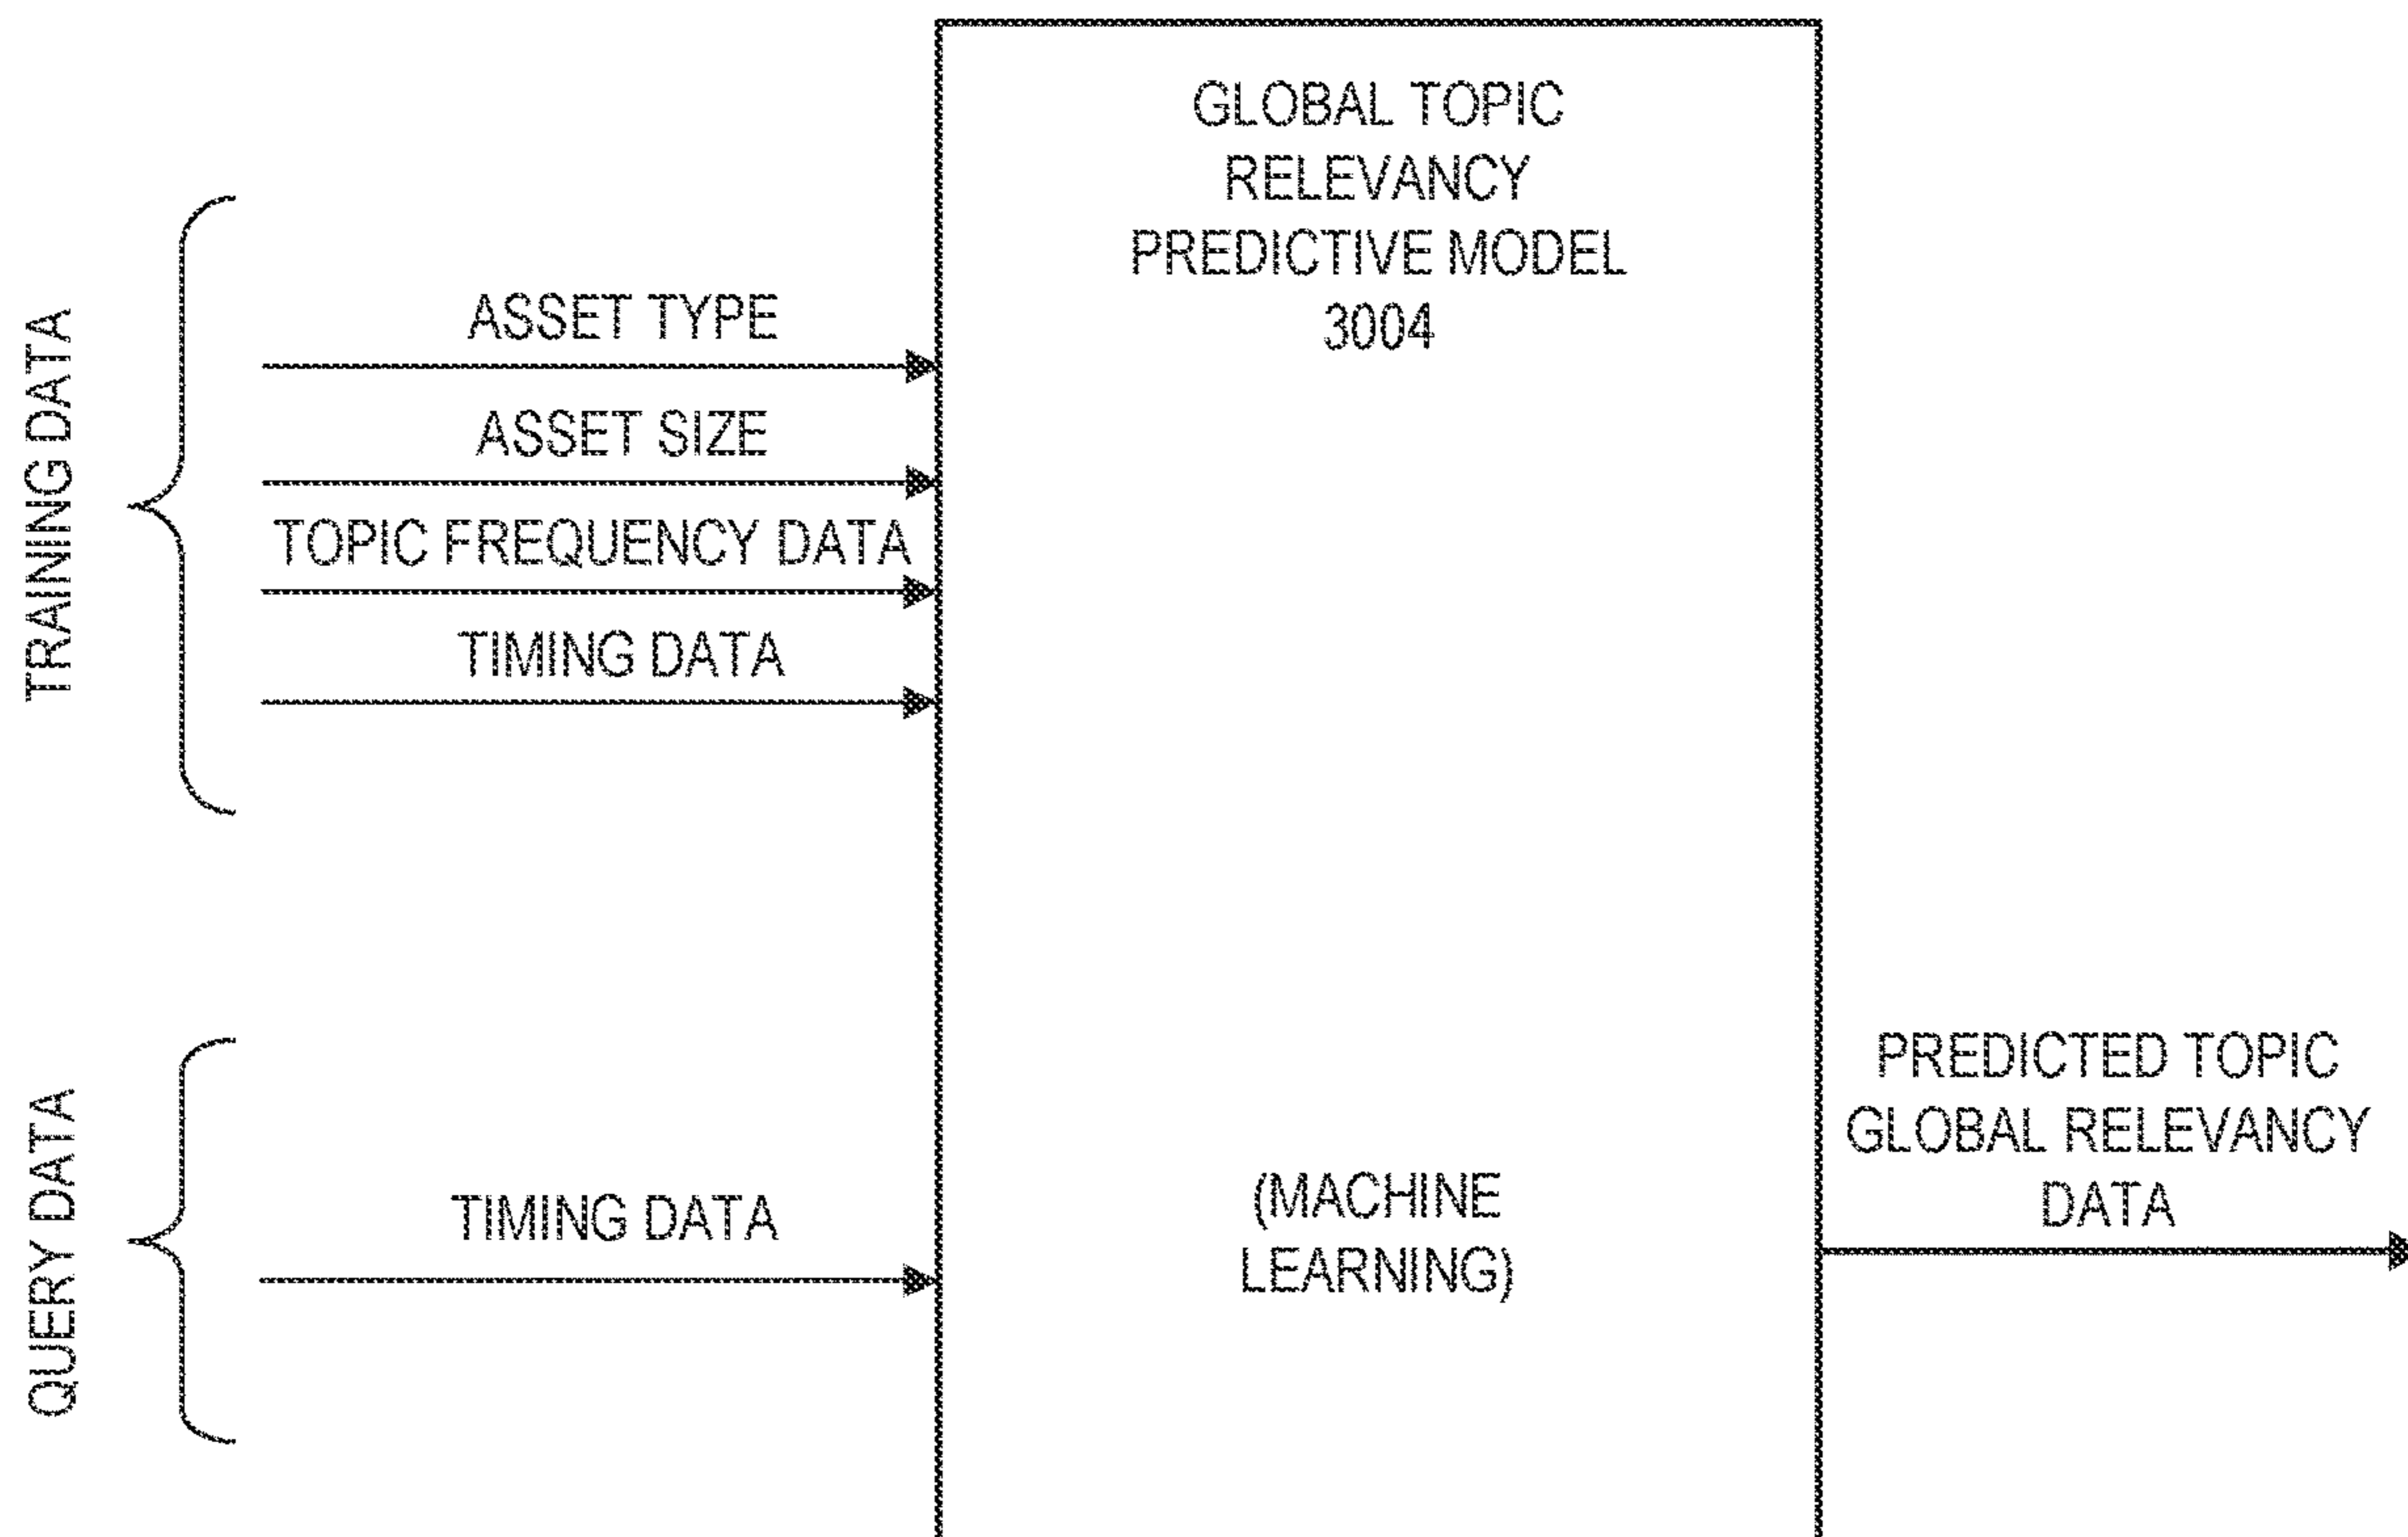 GLOBAL TOPIC
RELEVANCY
PREDICTIVE MODEL
3004
TRAINING DATA
ASSET TYPE
ASSET SIZE
TOPIC FREQUENCY DATA
TIMING DATA
QUERY DATA
TIMING DATA
(MACHINE
LEARNING)
PREDICTED TOPIC
GLOBAL RELEVANCY
DATA